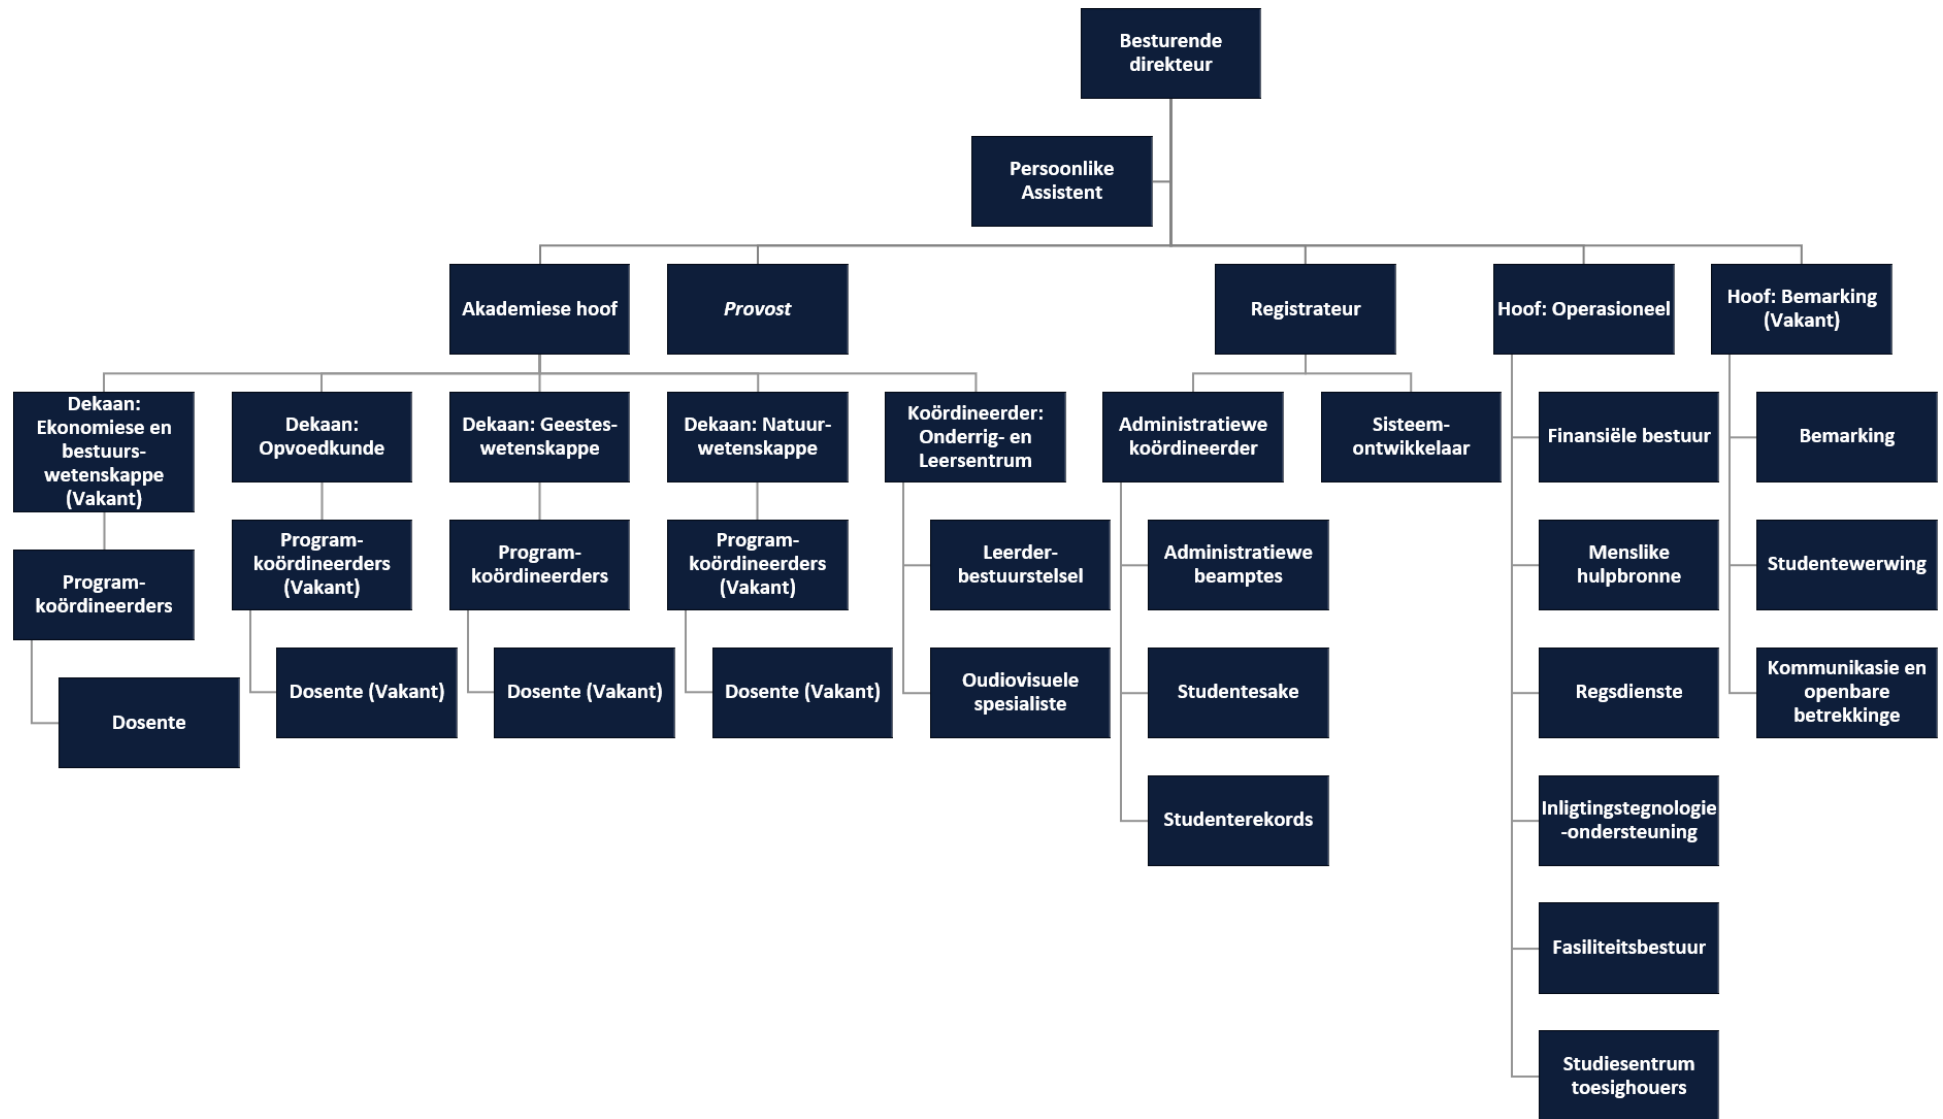 Besturende
direkteur
Persoonlike
Assistent
Akademiese hoof
Provost
Registrateur
Hoof: Operasioneel
Hoof: Bemarking
(Vakant)
Dekaan:
Ekonomiese en
bestuurs-
wetenskappe
(Vakant)
Dekaan:
Opvoedkunde
Dekaan: Geestes-
wetenskappe
Dekaan: Natuur-
wetenskappe
Koördineerder:
Onderrig- en
Leersentrum
Administratiewe
koördineerder
Sisteem-
ontwikkelaar
Finansiële bestuur
Bemarking
Program-
koördineerders
Program-
koördineerders
(Vakant)
Program-
koördineerders
Program-
koördineerders
(Vakant)
Leerder-
bestuurstelsel
Administratiewe
beamptes
Menslike
hulpbronne
Studentewerwing
Dosente
Dosente (Vakant)
Dosente (Vakant)
Dosente (Vakant)
Oudiovisuele
spesialiste
Studentesake
Regsdienste
Kommunikasie en
openbare
betrekkinge
Studenterekords
Inligtingstegnologie
-ondersteuning
Fasiliteitsbestuur
Studiesentrum
toesighouers